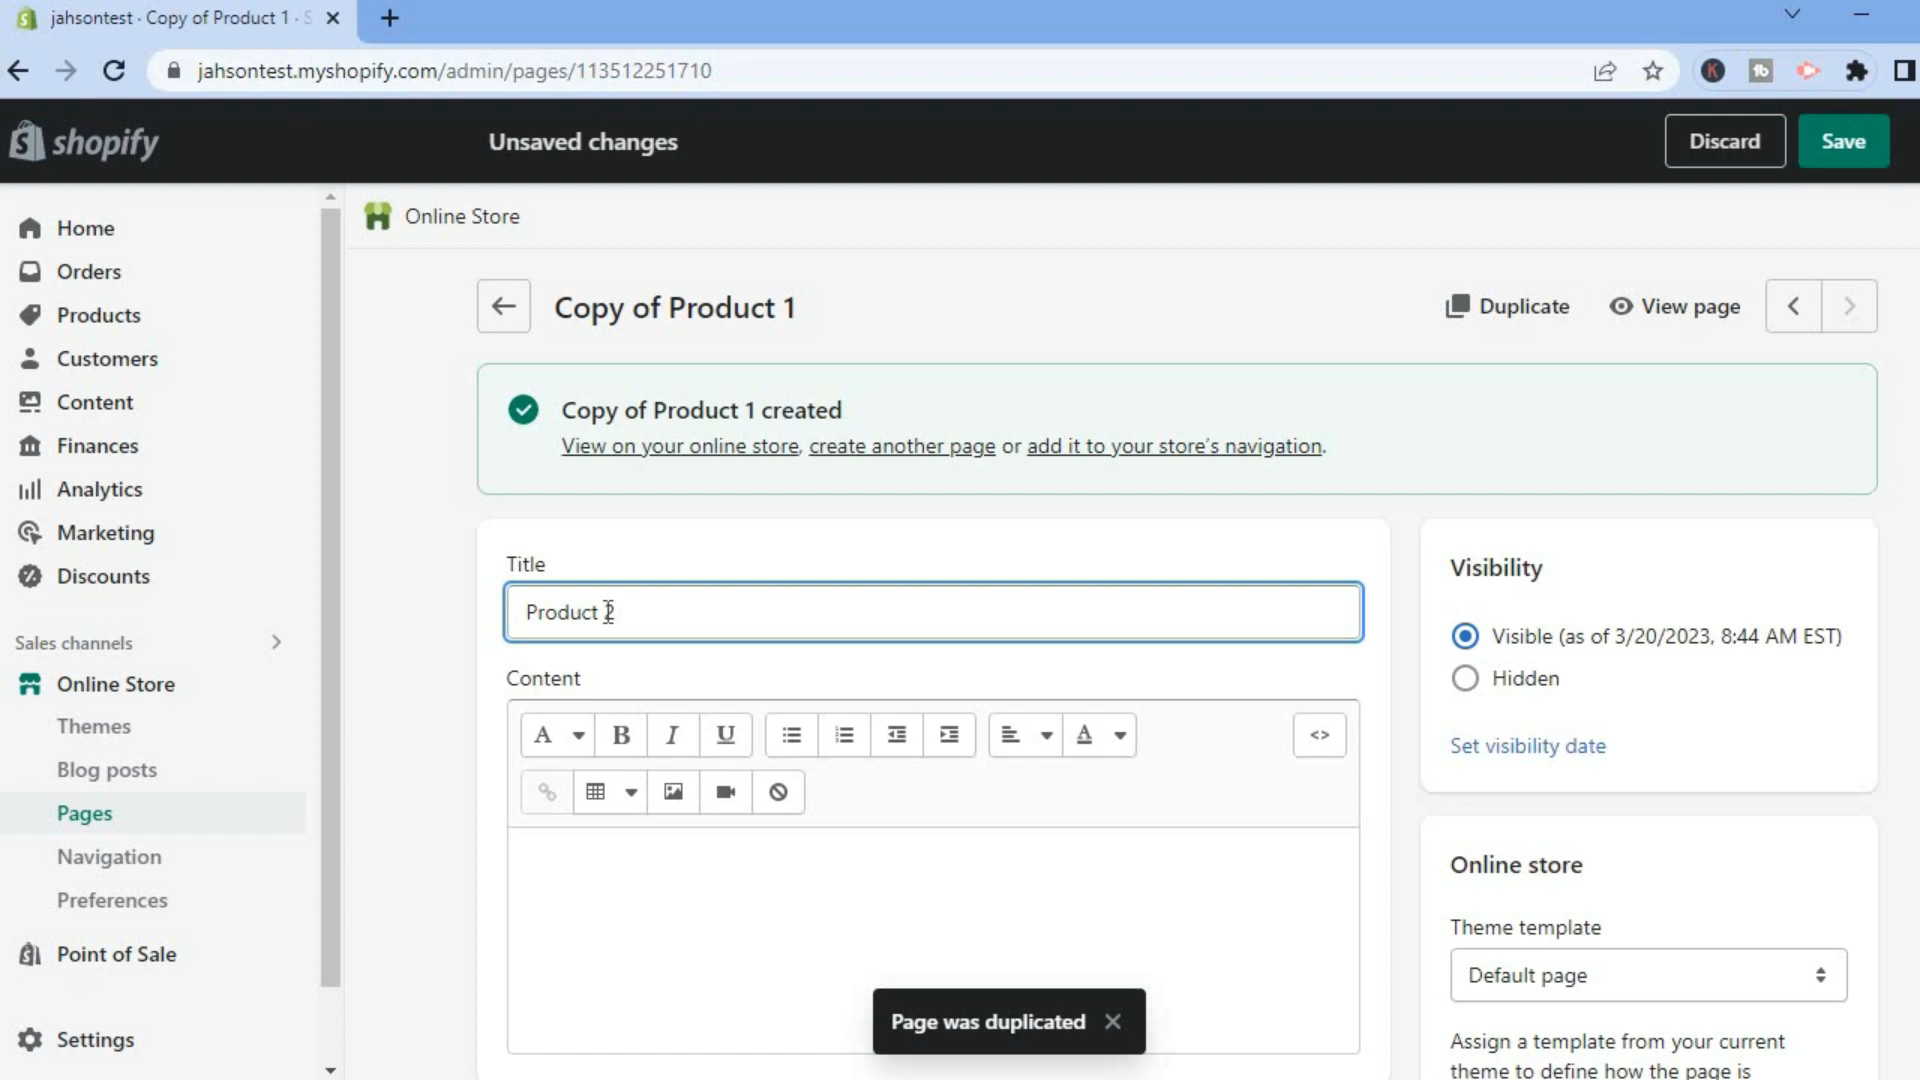 jahsontest · Copy of Product 1 · S
jahsontest.myshopify.com/admin/pages/113512251710
shopify
Unsaved changes
Discard
Save
Home
Orders
Products
Customers
Content
Finances
Analytics
Marketing
Discounts
Sales channels
Online Store
Themes
Blog posts
Pages
Navigation
Preferences
Point of Sale
Settings
Online Store
Copy of Product 1
Duplicate
View page
Copy of Product 1 created
View on your online store, create another page or add it to your store's navigation.
Title
Product 2
Content
A
B
I
U
A
<>
Page was duplicated
Visibility
Visible (as of 3/20/2023, 8:44 AM EST)
Hidden
Set visibility date
Online store
Theme template
Default page
Assign a template from your current
theme to define how the page is